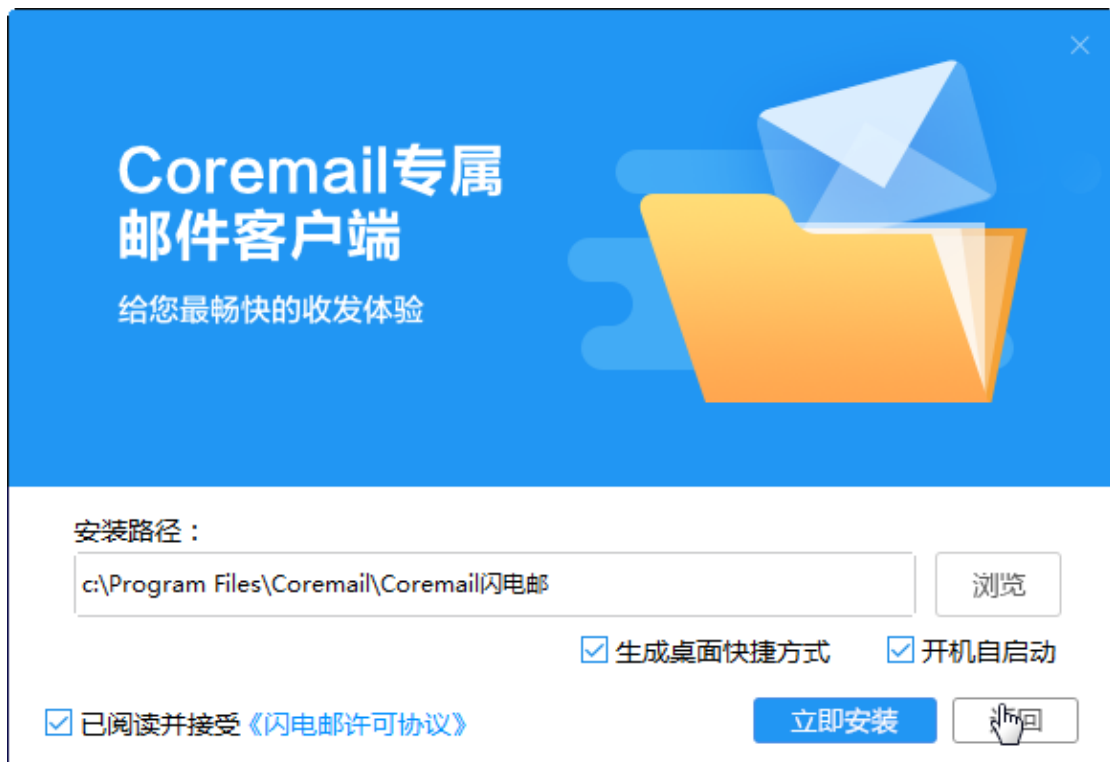 Coremail专属
邮件客户端
给您最畅快的收发体验
安装路径：
c:\Program Files\Coremail\Coremail闪电邮
浏览
生成桌面快捷方式
开机自启动
已阅读并接受《闪电邮许可协议》
立即安装
返回